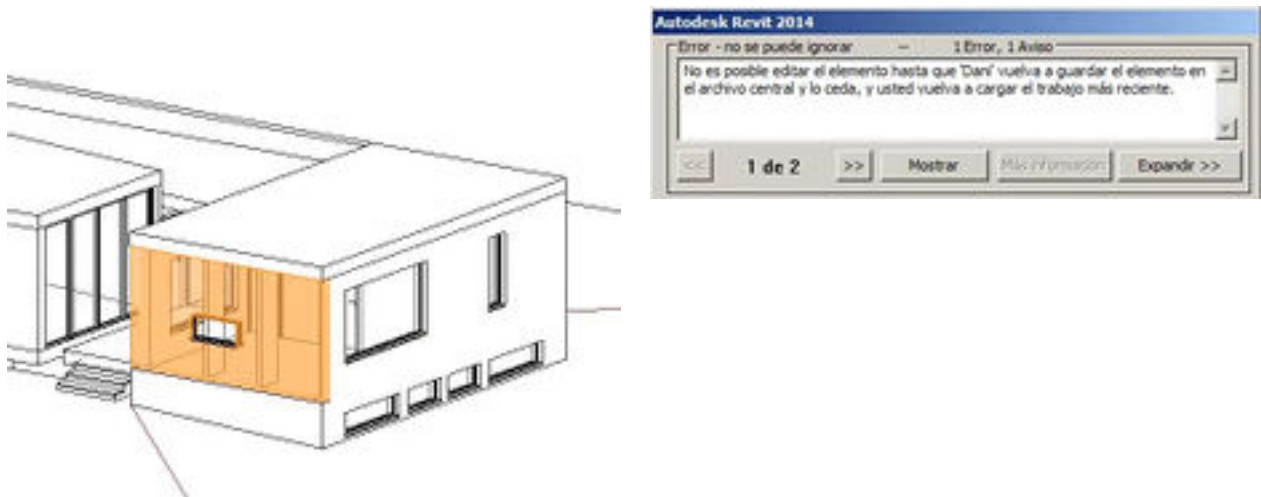 Autodesk Revit 2014
Error - no se puede ignorar — 1 Error, 1 Aviso
No es posible editar el elemento hasta que 'Dani' vuelva a guardar el elemento en
el archivo central y lo ceda, y usted vuelva a cargar el trabajo más reciente.
<< 1 de 2 >> Mostrar Más información Expandir >>